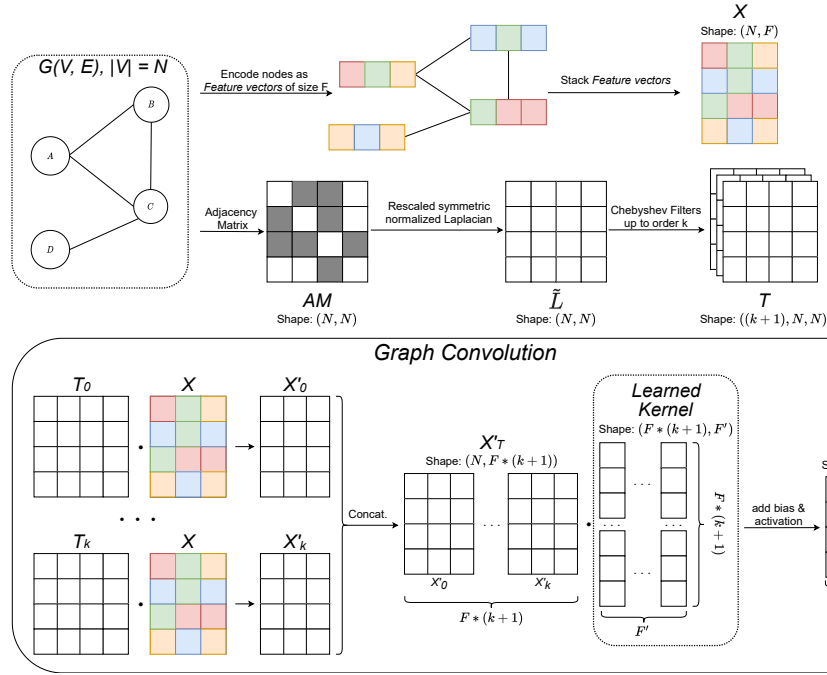 G(V, E), |V| = N
B
A
C
D
Encode nodes as
Feature vectors of size F
Stack Feature vectors
X
Shape: (N, F)
Adjacency
Matrix
Rescaled symmetric
normalized Laplacian
Chebyshev Filters
up to order k
AM
Shape: (N, N)
L̃
Shape: (N, N)
T
Shape: ((k+1), N, N)
Graph Convolution
T₀
X
X'₀
. . .
Tₖ
X
X'ₖ
Concat.
X'T
Shape: (N, F * (k+1))
. . .
X'₀
X'ₖ
F * (k+1)
Learned
Kernel
Shape: (F * (k+1), F')
. . .
. . . . . . . . .
. . .
F * (k+1)
F'
add bias &
activation